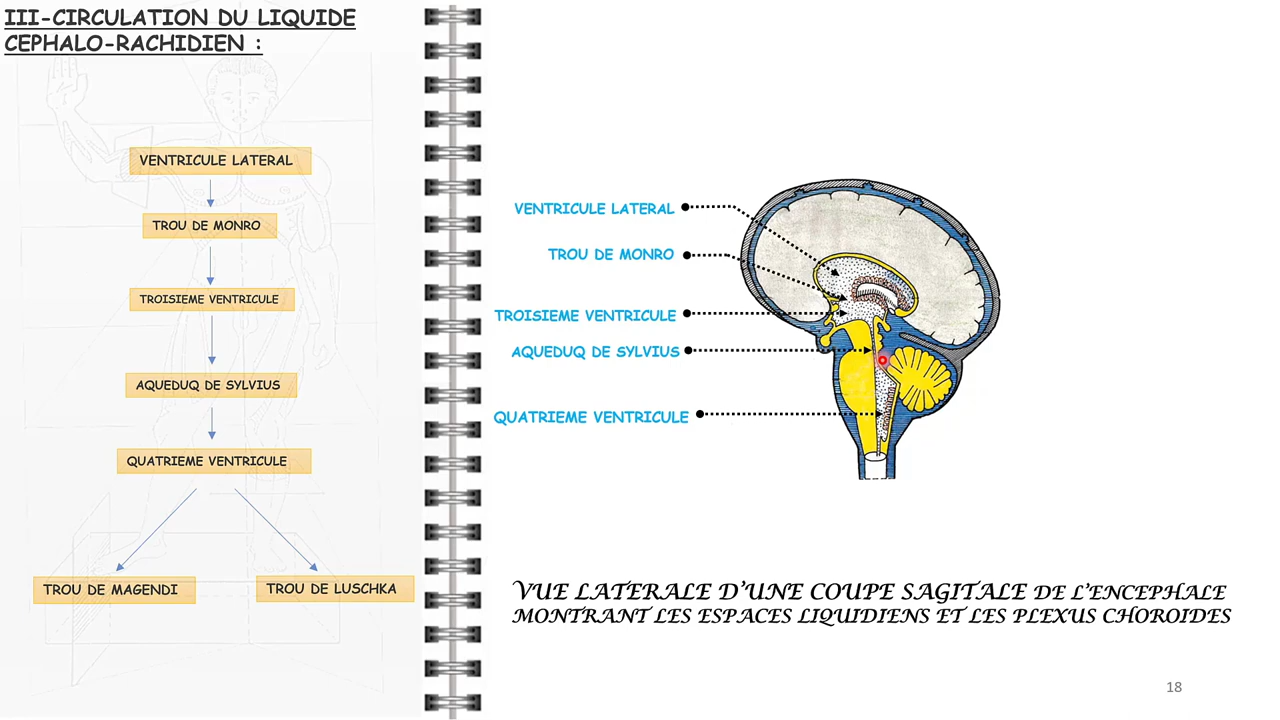 III-CIRCULATION DU LIQUIDE
CEPHALO-RACHIDIEN :
VENTRICULE LATERAL
TROU DE MONRO
TROISIEME VENTRICULE
AQUEDUQ DE SYLVIUS
QUATRIEME VENTRICULE
TROU DE MAGENDI
TROU DE LUSCHKA
VENTRICULE LATERAL
TROU DE MONRO
TROISIEME VENTRICULE
AQUEDUQ DE SYLVIUS
QUATRIEME VENTRICULE
VUE LATERALE D'UNE COUPE SAGITALE DE L'ENCEPHALE
MONTRANT LES ESPACES LIQUIDIENS ET LES PLEXUS CHOROIDES
18